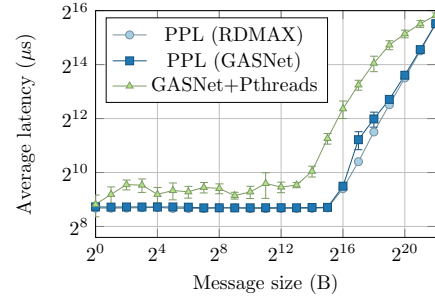 2^16
2^14
2^12
2^10
2^8
Average latency (μs)
PPL (RDMAX)
PPL (GASNet)
GASNet+Pthreads
2^0 2^4 2^8 2^12 2^16 2^20
Message size (B)